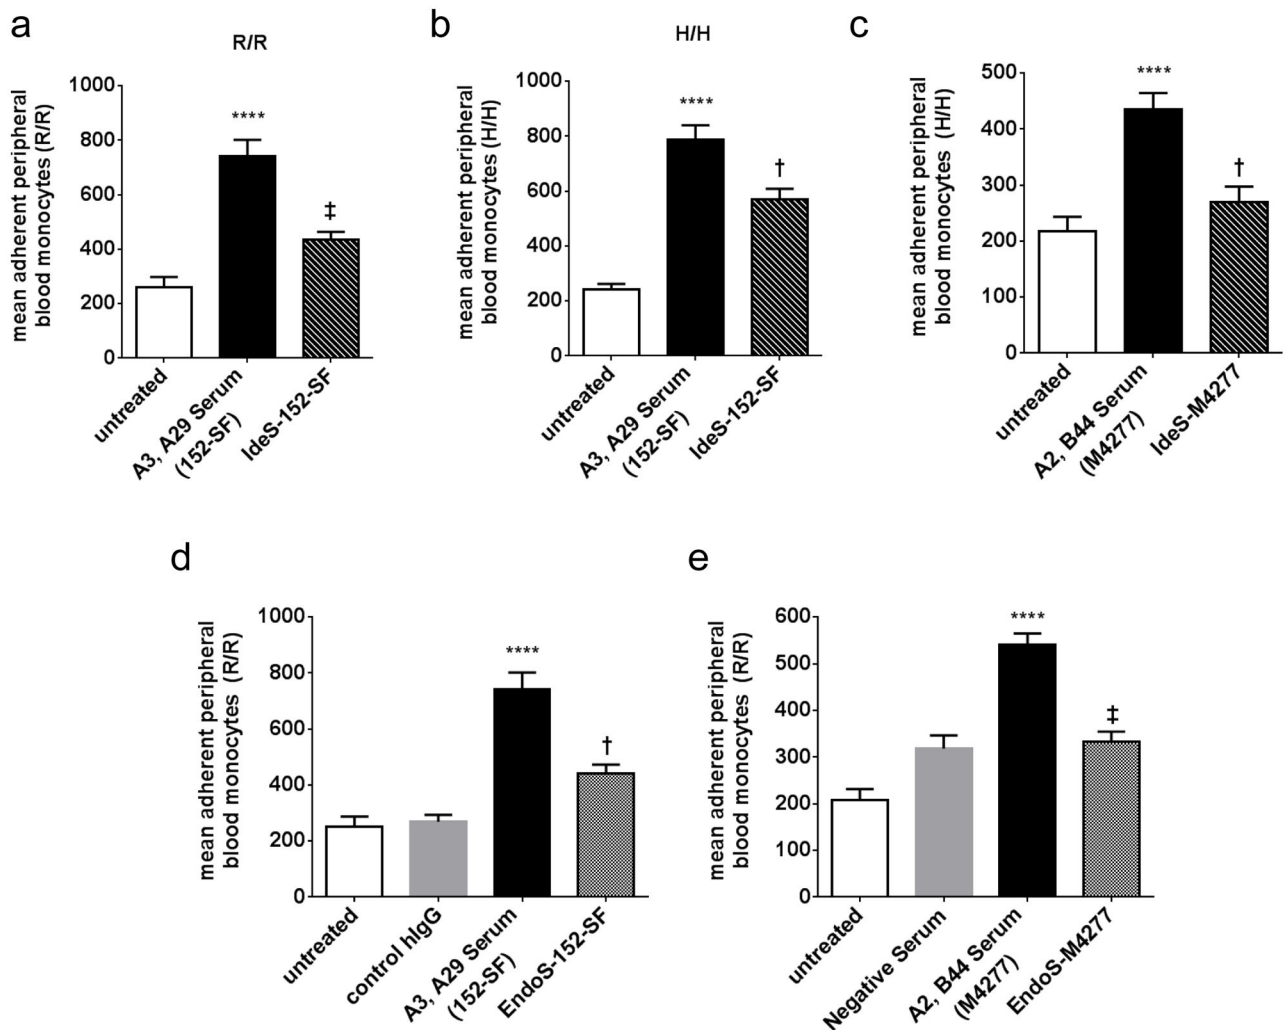 a
R/R
mean adherent peripheral
blood monocytes (R/R)
1000
800
600
400
200
0
****
‡
untreated
A3, A29 Serum
(152-SF)
IdeS-152-SF
b
H/H
mean adherent peripheral
blood monocytes (H/H)
1000
800
600
400
200
0
****
†
untreated
A3, A29 Serum
(152-SF)
IdeS-152-SF
c
mean adherent peripheral
blood monocytes (H/H)
500
400
300
200
100
0
****
†
untreated
A2, B44 Serum
(M4277)
IdeS-M4277
d
mean adherent peripheral
blood monocytes (R/R)
1000
800
600
400
200
0
****
†
untreated
control hIgG
A3, A29 Serum
(152-SF)
EndoS-152-SF
e
mean adherent peripheral
blood monocytes (R/R)
600
500
400
300
200
100
0
****
‡
untreated
Negative Serum
A2, B44 Serum
(M4277)
EndoS-M4277